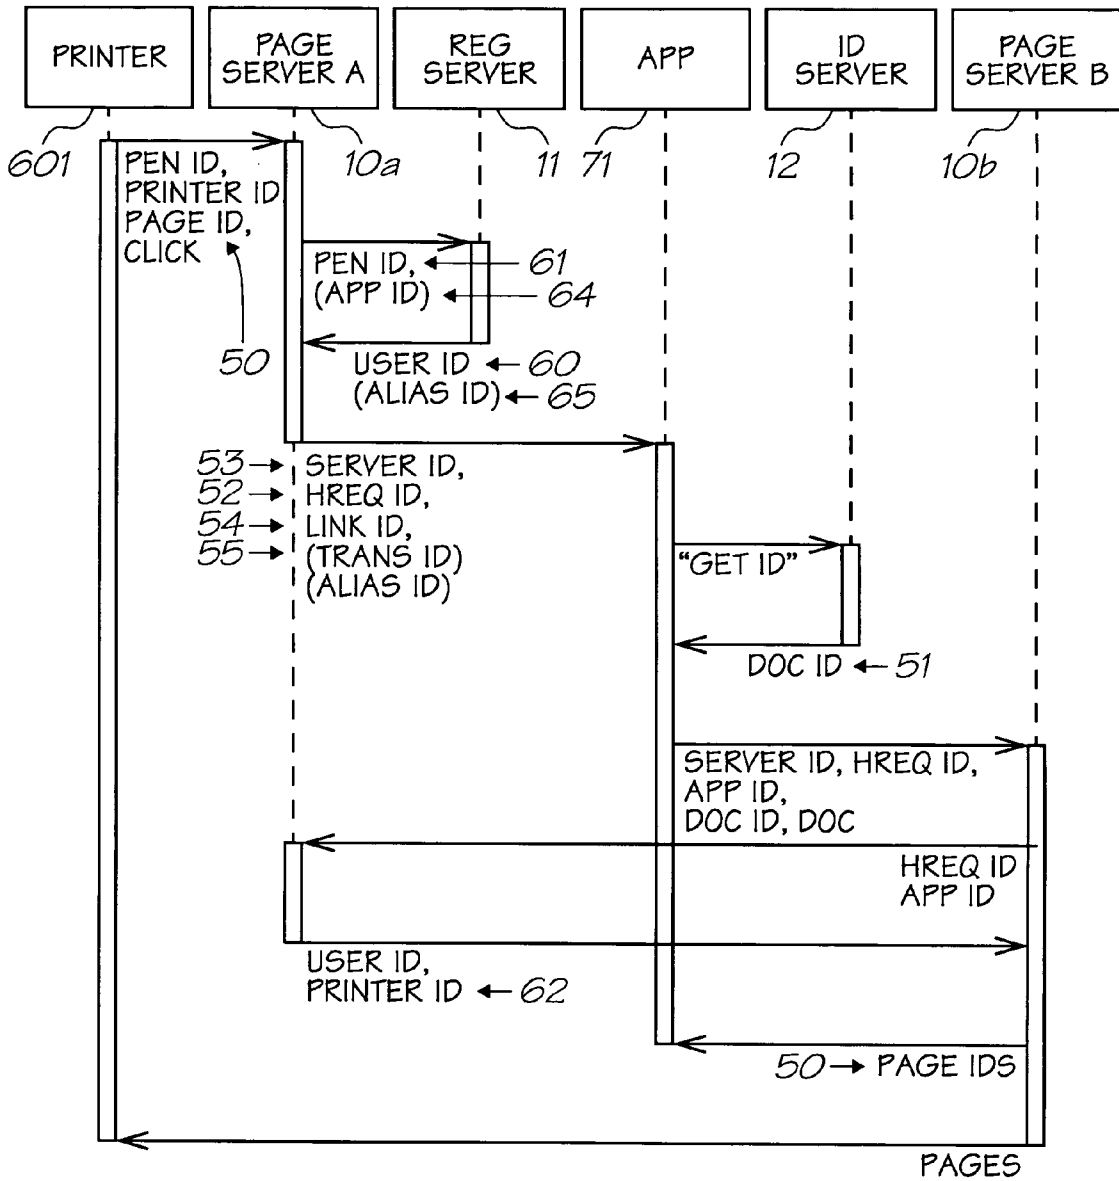 PRINTER
PAGE
SERVER A
REG
SERVER
APP
ID
SERVER
PAGE
SERVER B
601
10a
11
71
12
10b
PEN ID,
PRINTER ID
PAGE ID,
CLICK
50
PEN ID,
61
(APP ID)
64
USER ID
60
(ALIAS ID)
65
53
SERVER ID,
52
HREQ ID,
54
LINK ID,
55
(TRANS ID)
(ALIAS ID)
"GET ID"
DOC ID
51
SERVER ID, HREQ ID,
APP ID,
DOC ID, DOC
HREQ ID
APP ID
USER ID,
PRINTER ID
62
50
PAGE IDS
PAGES